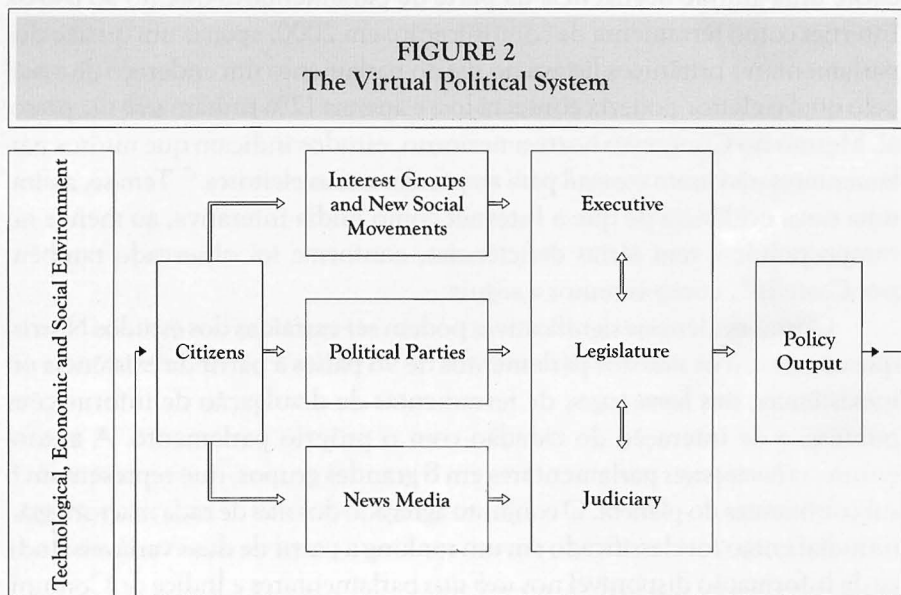 FIGURE 2
The Virtual Political System
Technological, Economic and Social Environment
Citizens
Interest Groups
and New Social
Movements
Political Parties
News Media
Executive
Legislature
Judiciary
Policy
Output